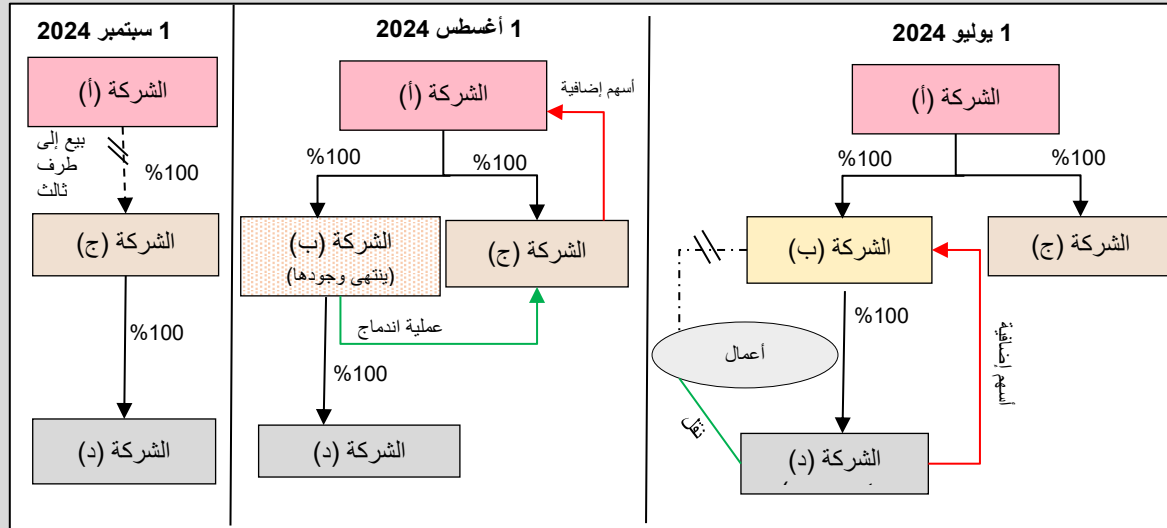 1 يوليو 2024
الشركة (أ)
%100
%100
الشركة (ب)
الشركة (ج)
%100
أعمال
نقل
أسهم إضافية
الشركة (د)
1 أغسطس 2024
الشركة (أ)
أسهم إضافية
%100
%100
الشركة (ب)
(ينتهى وجودها)
الشركة (ج)
عملية اندماج
%100
الشركة (د)
1 سبتمبر 2024
الشركة (أ)
بيع إلى
طرف
ثالث
%100
الشركة (ج)
%100
الشركة (د)